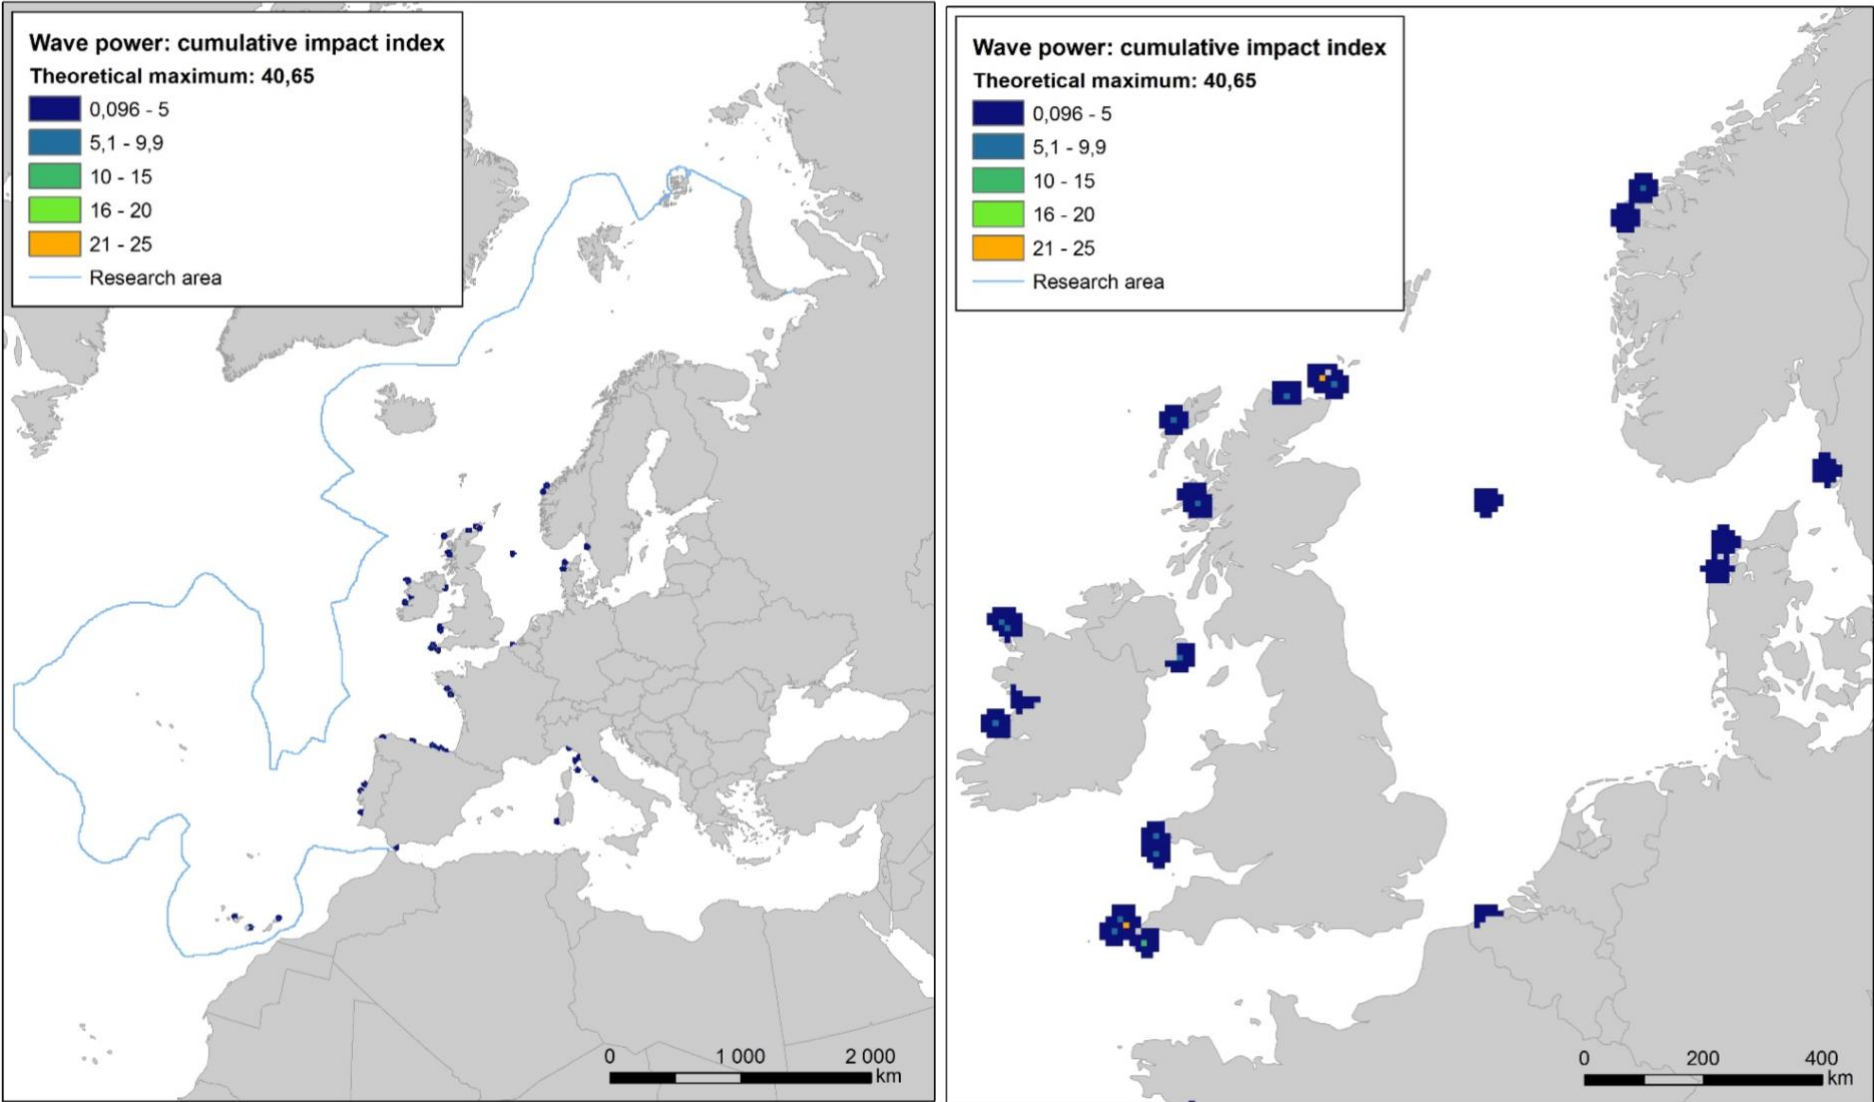 Wave power: cumulative impact index
Theoretical maximum: 40,65
0,096 - 5
5,1 - 9,9
10 - 15
16 - 20
21 - 25
Research area
0 1 000 2 000
km
Wave power: cumulative impact index
Theoretical maximum: 40,65
0,096 - 5
5,1 - 9,9
10 - 15
16 - 20
21 - 25
Research area
0 200 400
km